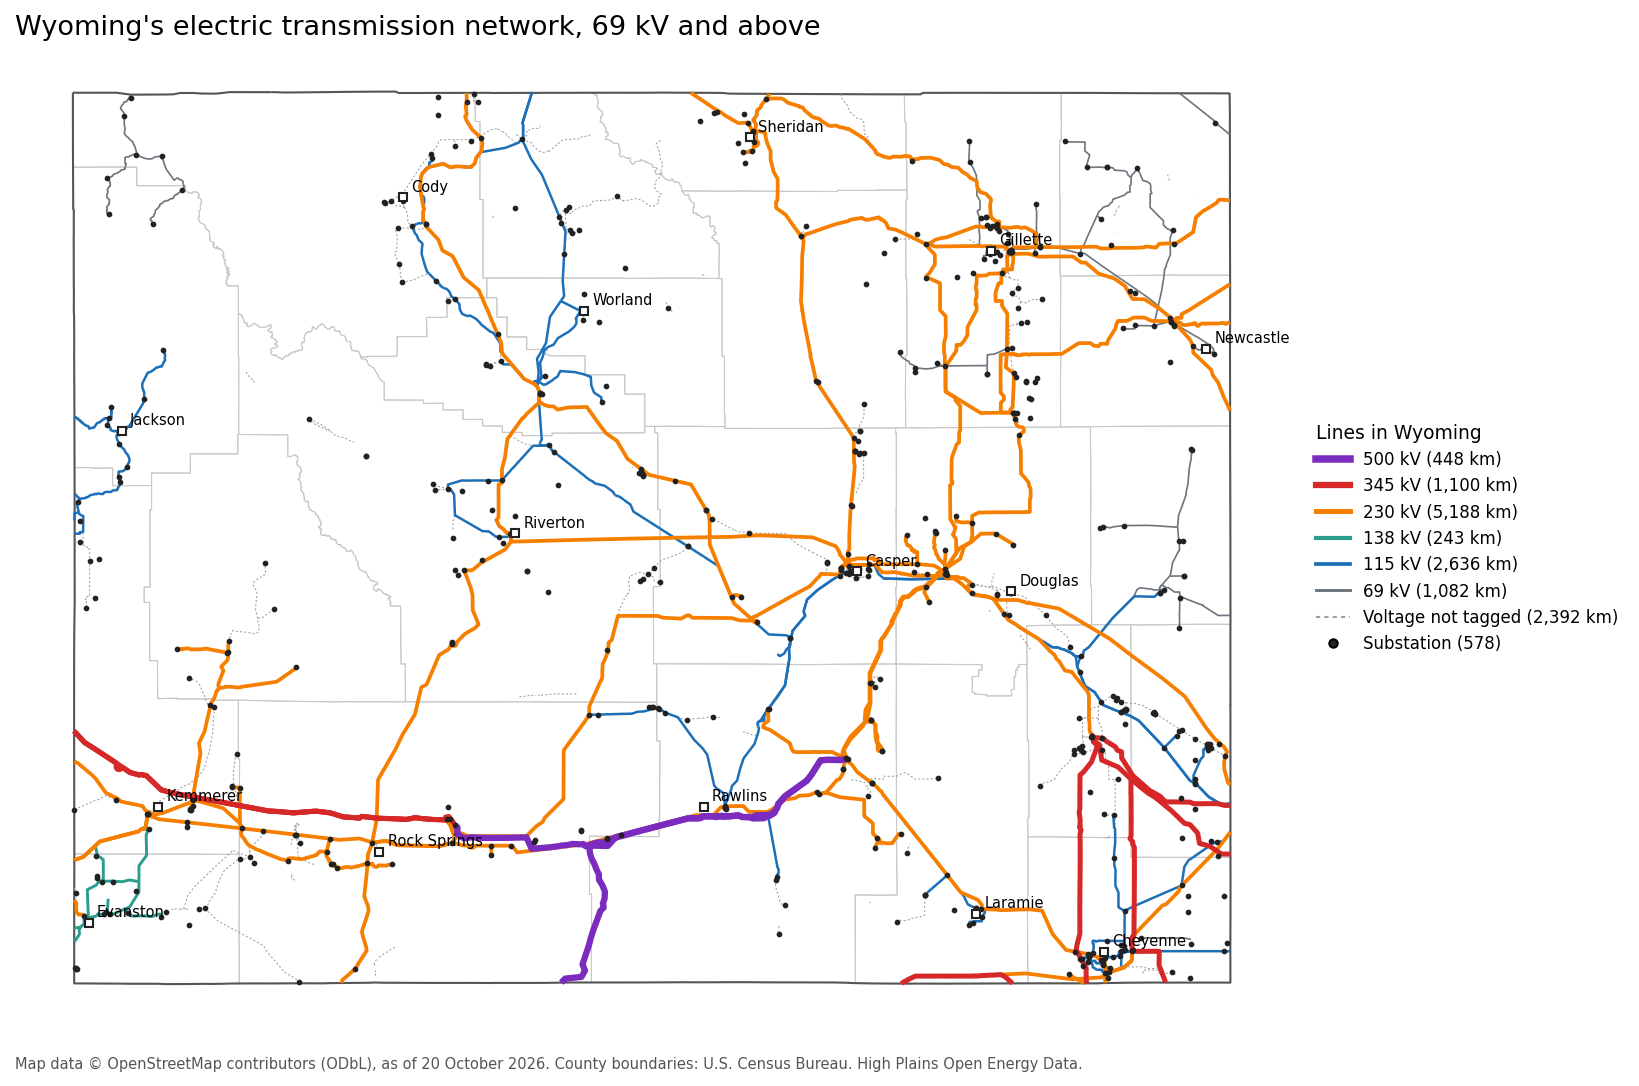 Wyoming's electric transmission network, 69 kV and above
Sheridan
Cody
Gillette
Worland
Newcastle
Jackson
Riverton
Casper
Douglas
Kemmerer
Rawlins
Rock Springs
Evanston
Laramie
Cheyenne
Lines in Wyoming
500 kV (448 km)
345 kV (1,100 km)
230 kV (5,188 km)
138 kV (243 km)
115 kV (2,636 km)
69 kV (1,082 km)
Voltage not tagged (2,392 km)
Substation (578)
Map data © OpenStreetMap contributors (ODbL), as of 20 October 2026. County boundaries: U.S. Census Bureau. High Plains Open Energy Data.